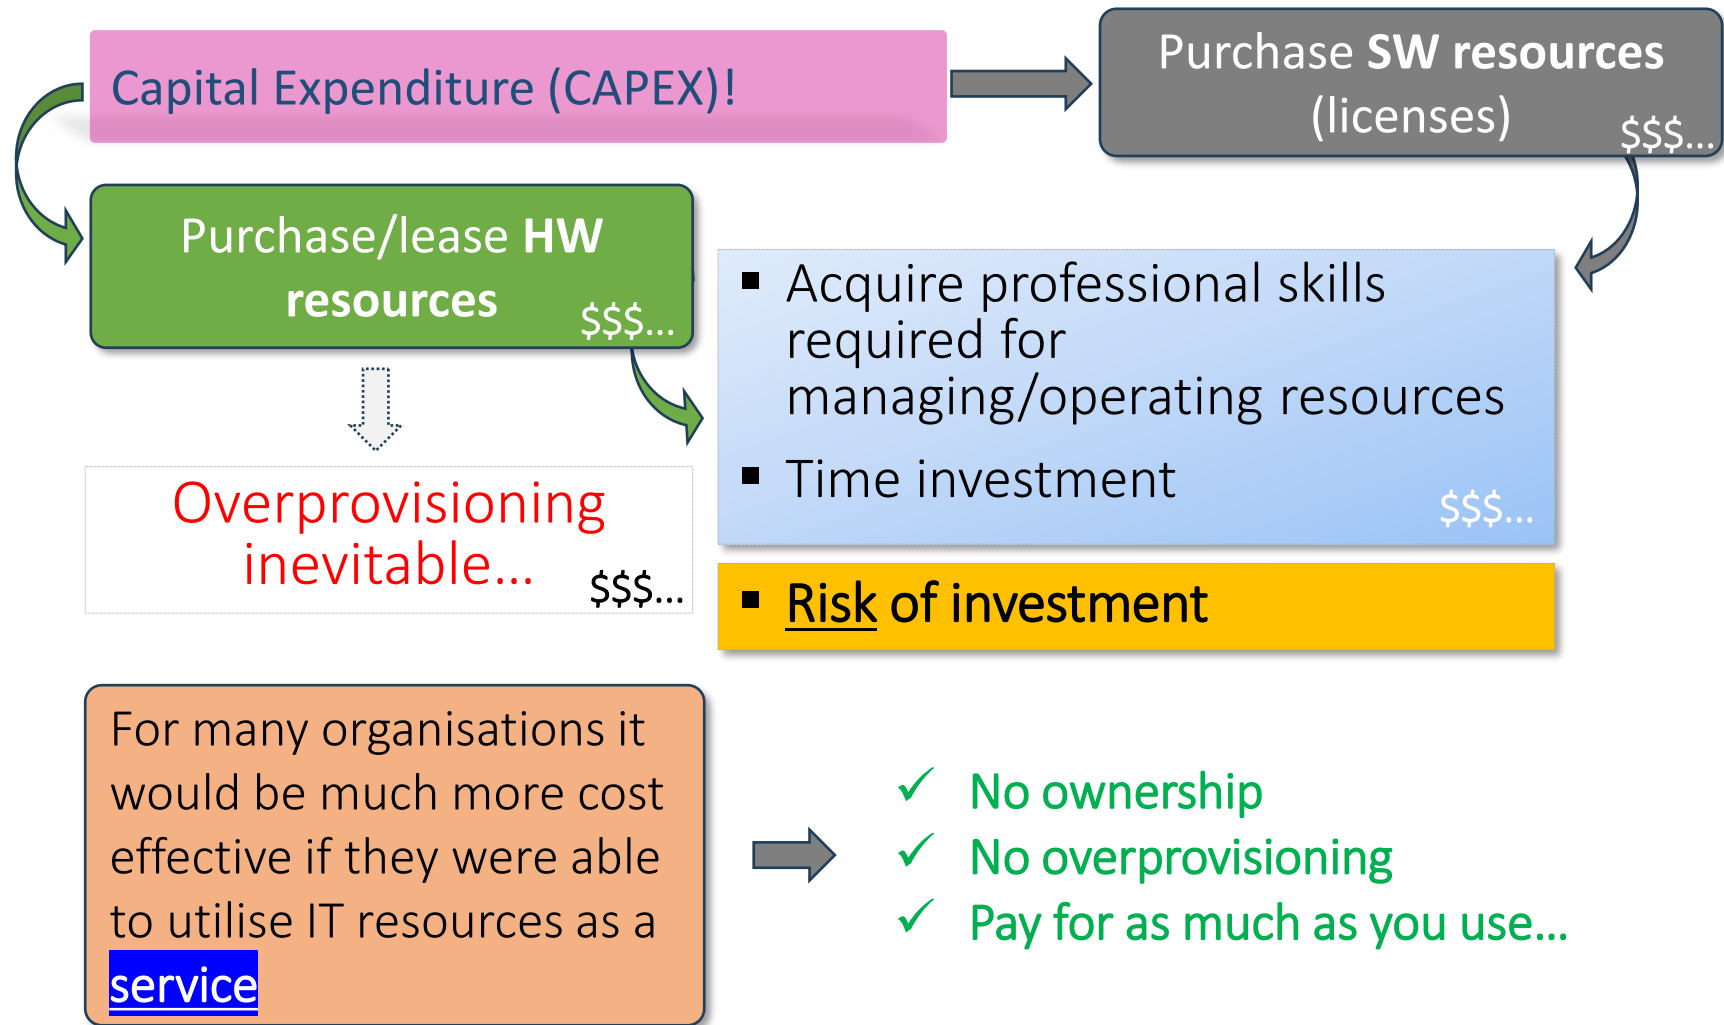 Capital Expenditure (CAPEX)!
Purchase SW resources
(licenses)
$$$...
Purchase/lease HW
resources
$$$...
▪ Acquire professional skills
required for
managing/operating resources
▪ Time investment
$$$...
Overprovisioning
inevitable...
$$$...
▪ Risk of investment
For many organisations it
would be much more cost
effective if they were able
to utilise IT resources as a
service
✓ No ownership
✓ No overprovisioning
✓ Pay for as much as you use...